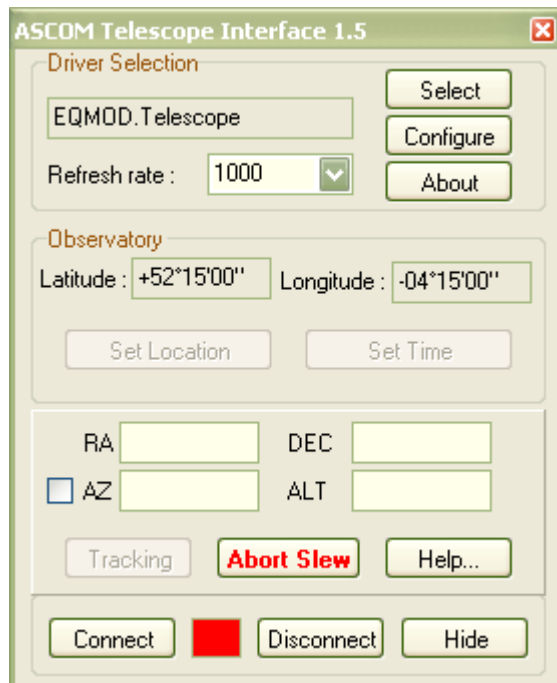 ASCOM Telescope Interface 1.5
Driver Selection
EQMOD.Telescope
Select
Configure
Refresh rate : 1000
About
Observatory
Latitude : +52°15'00'' Longitude : -04°15'00''
Set Location Set Time
RA DEC
AZ ALT
Tracking Abort Slew Help...
Connect Disconnect Hide